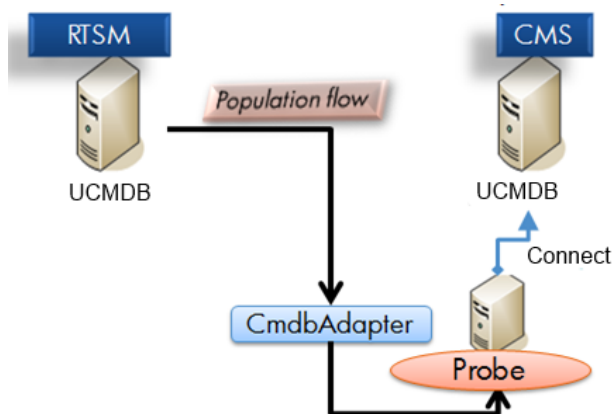 RTSM
CMS
Population flow
UCMDB
UCMDB
Connect
CmdbAdapter
Probe